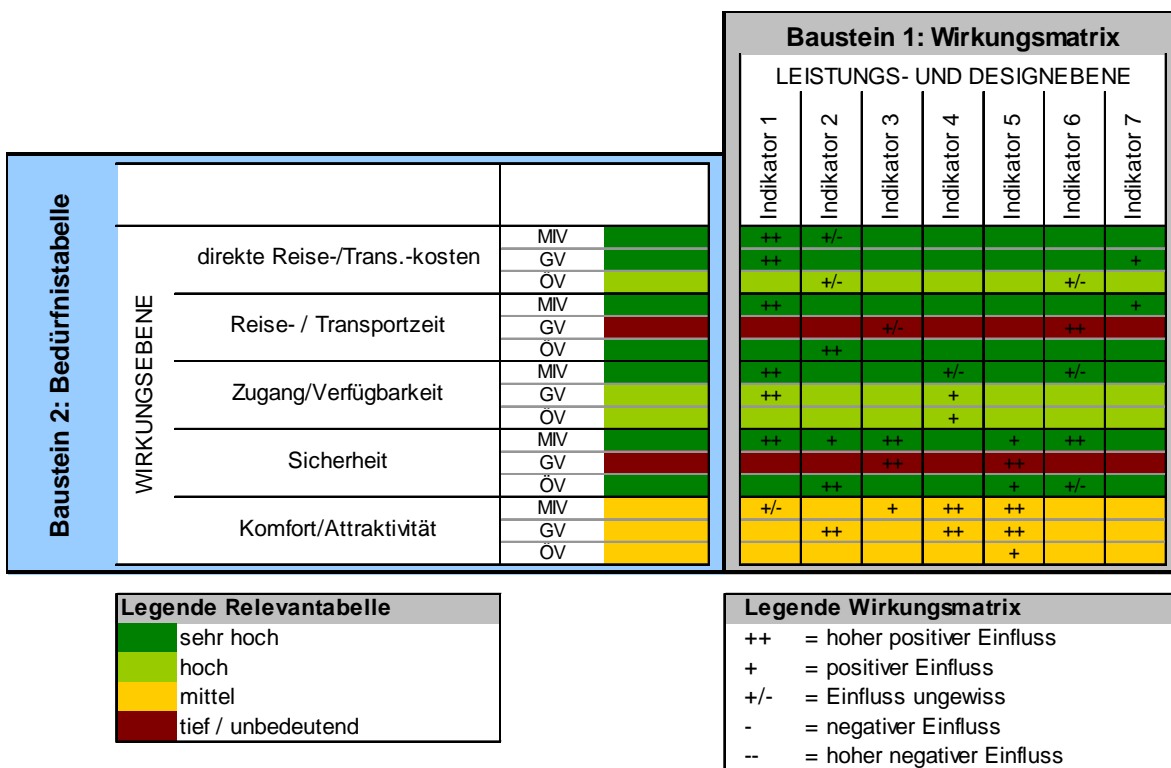 Baustein 1: Wirkungsmatrix
LEISTUNGS- UND DESIGNEBENE
Indikator 1
Indikator 2
Indikator 3
Indikator 4
Indikator 5
Indikator 6
Indikator 7
Baustein 2: Bedürfnistabelle
WIRKUNGSEBENE
direkte Reise-/Trans.-kosten
MIV ++ +/-
GV ++ +
ÖV +/- +/-
Reise- / Transportzeit
MIV ++ +
GV +/- ++
ÖV ++
Zugang/Verfügbarkeit
MIV ++ +/- +/-
GV ++ +
ÖV +
Sicherheit
MIV ++ + ++ + ++
GV ++ ++
ÖV ++ + +/-
Komfort/Attraktivität
MIV +/- + ++ ++
GV ++ ++ ++
ÖV +
Legende Relevantabelle
sehr hoch
hoch
mittel
tief / unbedeutend
Legende Wirkungsmatrix
++ = hoher positiver Einfluss
+ = positiver Einfluss
+/- = Einfluss ungewiss
- = negativer Einfluss
-- = hoher negativer Einfluss